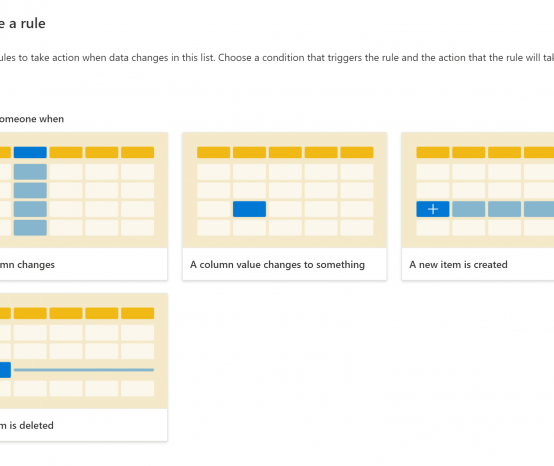 e a rule
ules to take action when data changes in this list. Choose a condition that triggers the rule and the action that the rule will tak
omeone when
mn changes
A column value changes to something
A new item is created
m is deleted